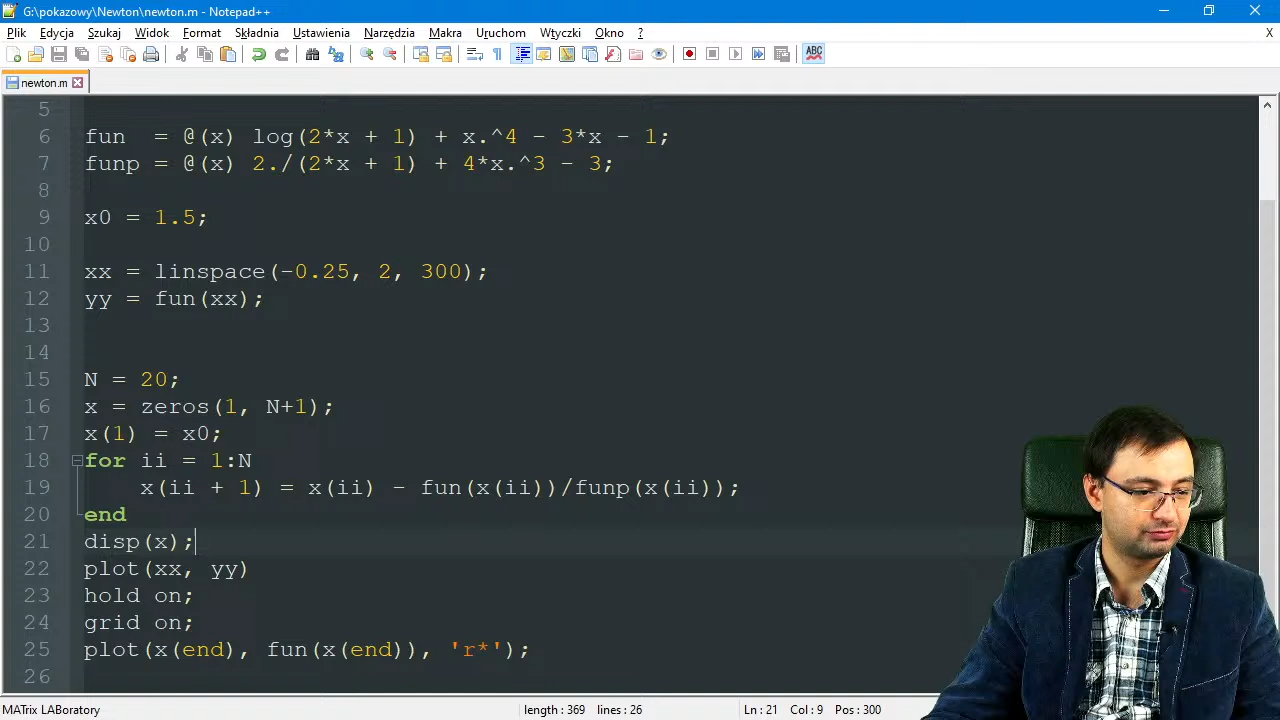 G:\pokazowy\Newton\newton.m - Notepad++
Plik Edycja Szukaj Widok Format Składnia Ustawienia Narzędzia Makra Uruchom Wtyczki Okno ? X
ABC
newton.m
5
6 fun  = @(x) log(2*x + 1) + x.^4 - 3*x - 1;
7 funp = @(x) 2./(2*x + 1) + 4*x.^3 - 3;
8
9 x0 = 1.5;
10
11 xx = linspace(-0.25, 2, 300);
12 yy = fun(xx);
13
14
15 N = 20;
16 x = zeros(1, N+1);
17 x(1) = x0;
18 for ii = 1:N
19     x(ii + 1) = x(ii) - fun(x(ii))/funp(x(ii));
20 end
21 disp(x);
22 plot(xx, yy)
23 hold on;
24 grid on;
25 plot(x(end), fun(x(end)), 'r*');
26
MATrix LABoratory length : 369 lines : 26 Ln : 21 Col : 9 Pos : 300